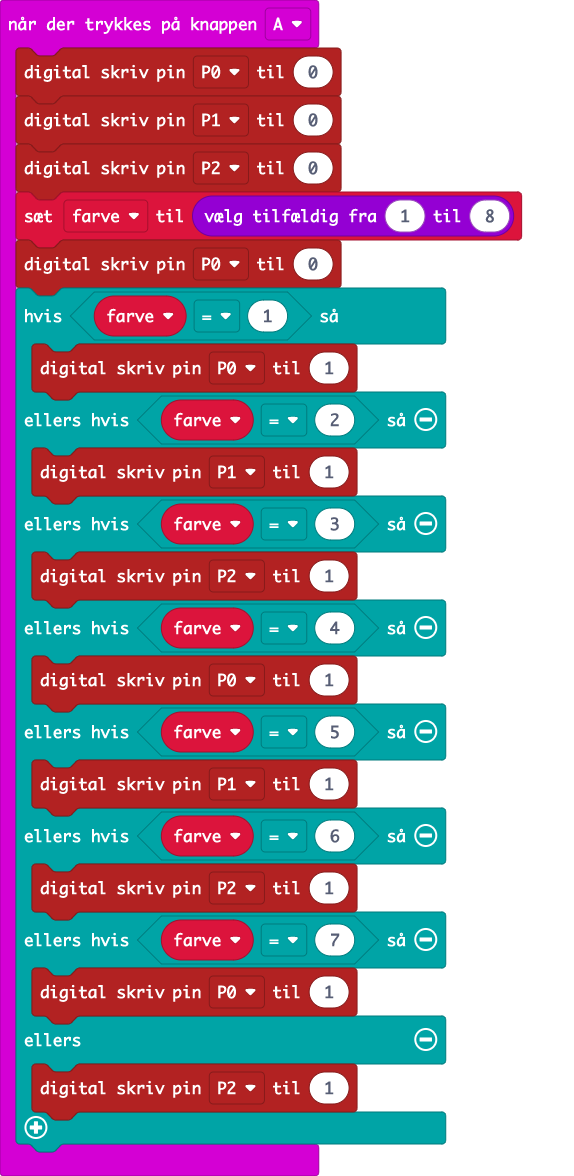 når der trykkes på knappen A
digital skriv pin P0 til 0
digital skriv pin P1 til 0
digital skriv pin P2 til 0
sæt farve til vælg tilfældig fra 1 til 8
digital skriv pin P0 til 0
hvis farve = 1 så
digital skriv pin P0 til 1
ellers hvis farve = 2 så
digital skriv pin P1 til 1
ellers hvis farve = 3 så
digital skriv pin P2 til 1
ellers hvis farve = 4 så
digital skriv pin P0 til 1
ellers hvis farve = 5 så
digital skriv pin P1 til 1
ellers hvis farve = 6 så
digital skriv pin P2 til 1
ellers hvis farve = 7 så
digital skriv pin P0 til 1
ellers
digital skriv pin P2 til 1